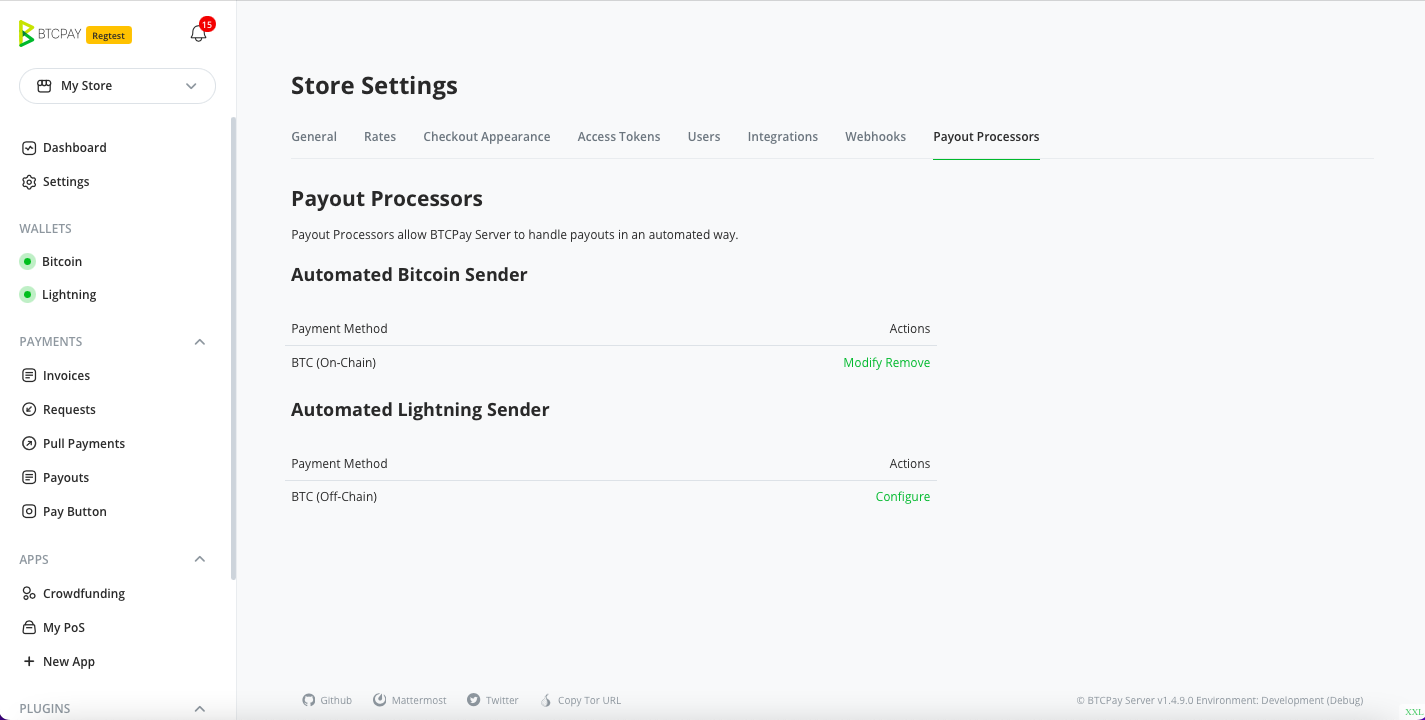 BTCPAY Regtest 15
My Store
Dashboard
Settings
WALLETS
Bitcoin
Lightning
PAYMENTS
Invoices
Requests
Pull Payments
Payouts
Pay Button
APPS
Crowdfunding
My PoS
New App
PLUGINS
Store Settings
General Rates Checkout Appearance Access Tokens Users Integrations Webhooks Payout Processors
Payout Processors
Payout Processors allow BTCPay Server to handle payouts in an automated way.
Automated Bitcoin Sender
Payment Method Actions
BTC (On-Chain) Modify Remove
Automated Lightning Sender
Payment Method Actions
BTC (Off-Chain) Configure
Github Mattermost Twitter Copy Tor URL © BTCPay Server v1.4.9.0 Environment: Development (Debug)
XXL